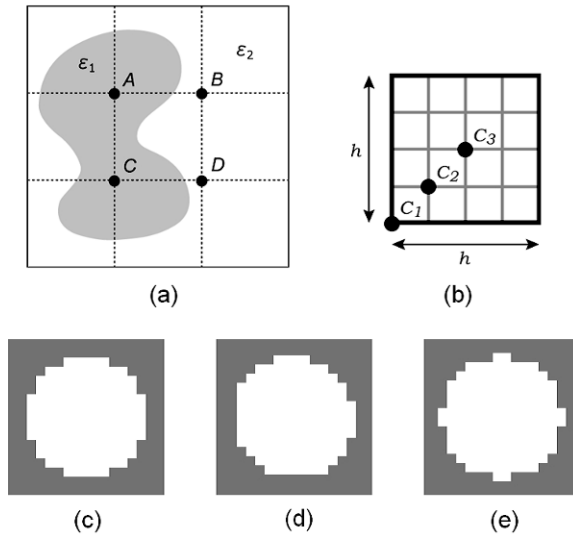 ε₁
ε₂
A
B
C
D
(a)
h
C₃
C₂
C₁
h
(b)
(c)
(d)
(e)